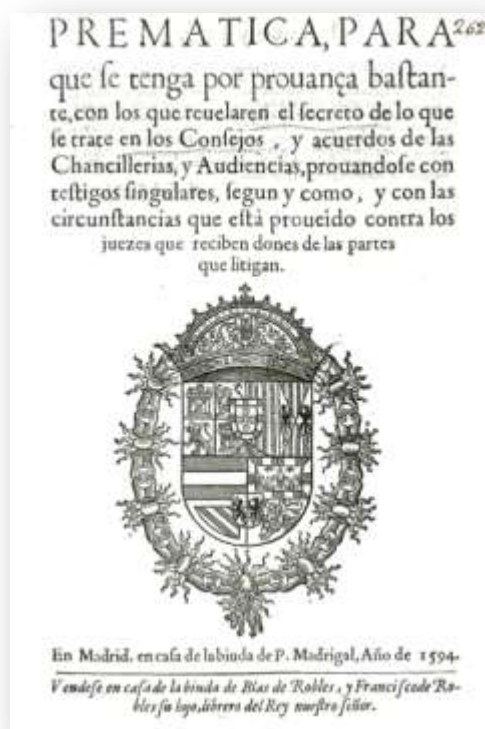 PREMATICA, PARA 262
que ſe tenga por prouança baſtan-
te, con los que reuelaren el ſecreto de lo que
ſe trate en los Conſejos, y acuerdos de las
Chancillerias, y Audiencias, prouandoſe con
teſtigos ſingulares, ſegun y como, y con las
circunſtancias que eſtà proueido contra los
juezes que reciben dones de las partes
que litigan.
En Madrid. en caſa de la biuda de P. Madrigal, Año de 1594.
Vendeſe en caſa de la biuda de Blas de Robles, y Franciſco de Ro-
bles ſu hijo, librero del Rey nueſtro ſeñor.